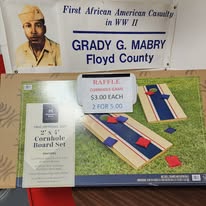 First African American Casualty
in WW II
GRADY G. MABRY
Floyd County
RAFFLE
CORNHOLE GAME
$3.00 EACH
2 FOR 5.00
2' x 4'
Cornhole
Board Set